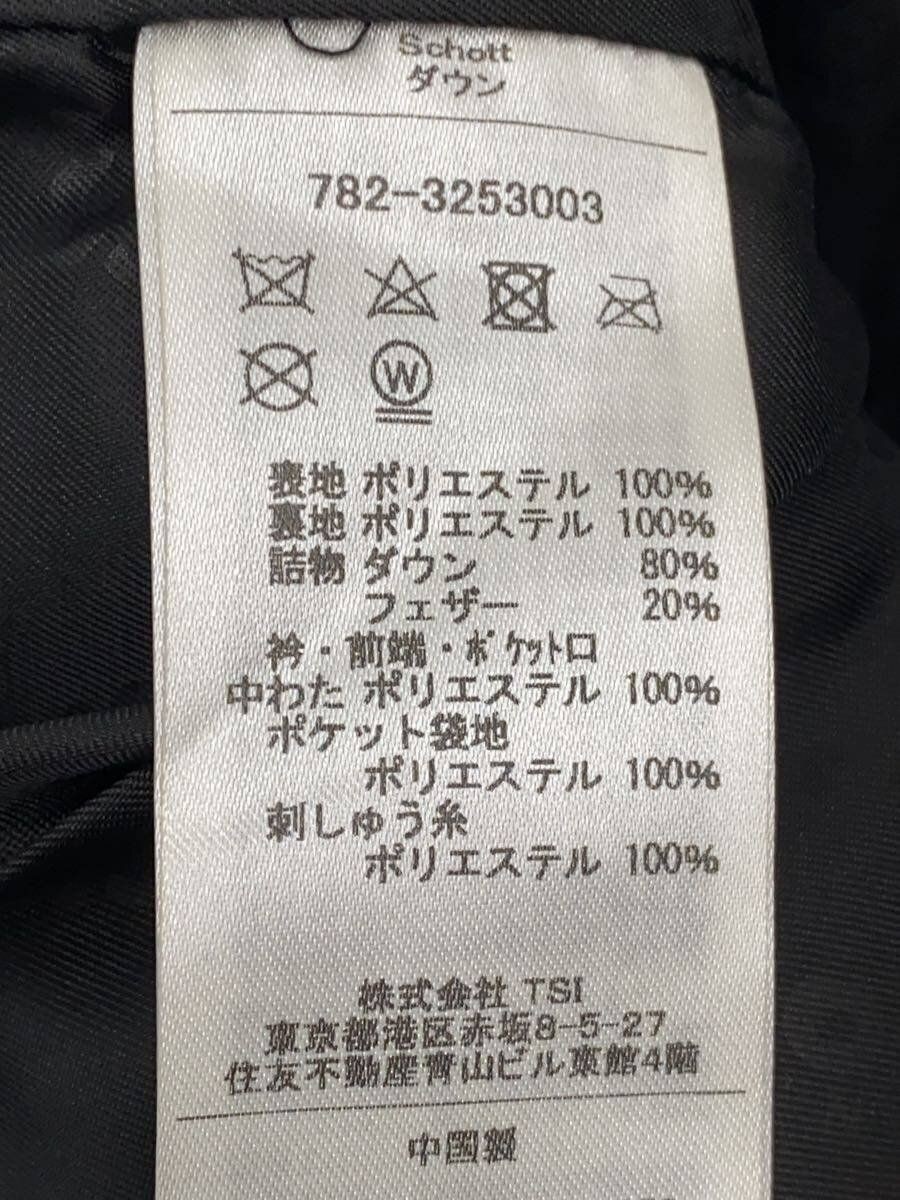 Schott
ダウン
782-3253003
W
表地 ポリエステル 100%
裏地 ポリエステル 100%
詰物 ダウン 80%
フェザー 20%
衿・前端・ポケット口
中わた ポリエステル 100%
ポケット袋地
ポリエステル 100%
刺しゅう糸
ポリエステル 100%
株式会社 TSI
東京都港区赤坂8-5-27
住友不動産青山ビル東館4階
中国製